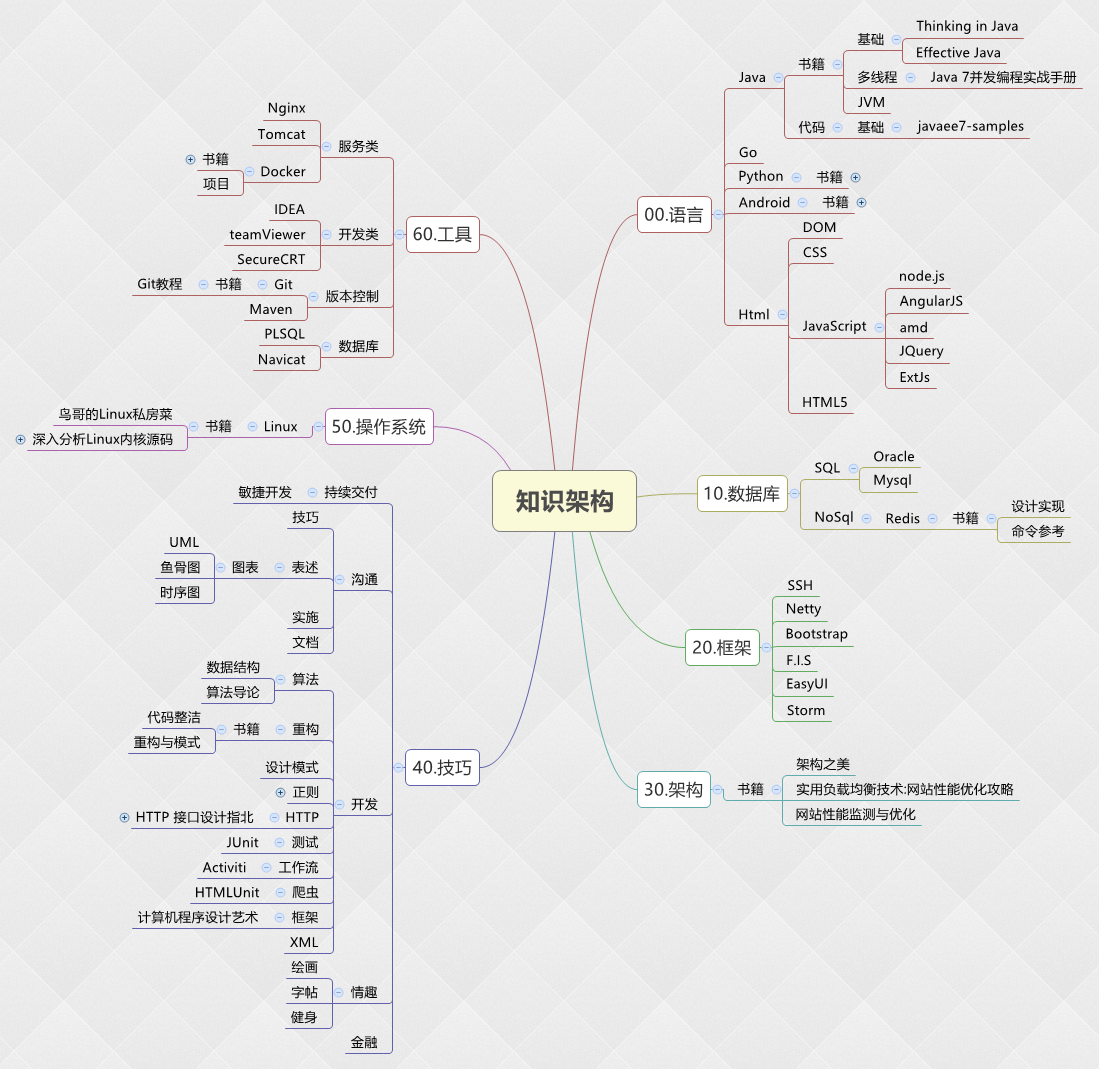 知识架构
00.语言
Java
书籍
基础
Thinking in Java
Effective Java
多线程
Java 7并发编程实战手册
JVM
代码
基础
javaee7-samples
Go
Python
书籍
Android
书籍
Html
DOM
CSS
JavaScript
node.js
AngularJS
amd
JQuery
ExtJs
HTML5
10.数据库
SQL
Oracle
Mysql
NoSql
Redis
书籍
设计实现
命令参考
20.框架
SSH
Netty
Bootstrap
F.I.S
EasyUI
Storm
30.架构
书籍
架构之美
实用负载均衡技术:网站性能优化攻略
网站性能监测与优化
40.技巧
持续交付
敏捷开发
沟通
技巧
表述
图表
UML
鱼骨图
时序图
实施
文档
开发
算法
数据结构
算法导论
重构
书籍
代码整洁
重构与模式
设计模式
正则
HTTP
HTTP 接口设计指北
测试
JUnit
工作流
Activiti
爬虫
HTMLUnit
框架
计算机程序设计艺术
XML
情趣
绘画
字帖
健身
金融
50.操作系统
Linux
书籍
鸟哥的Linux私房菜
深入分析Linux内核源码
60.工具
服务类
Nginx
Tomcat
Docker
书籍
项目
开发类
IDEA
teamViewer
SecureCRT
版本控制
Git
书籍
Git教程
Maven
数据库
PLSQL
Navicat